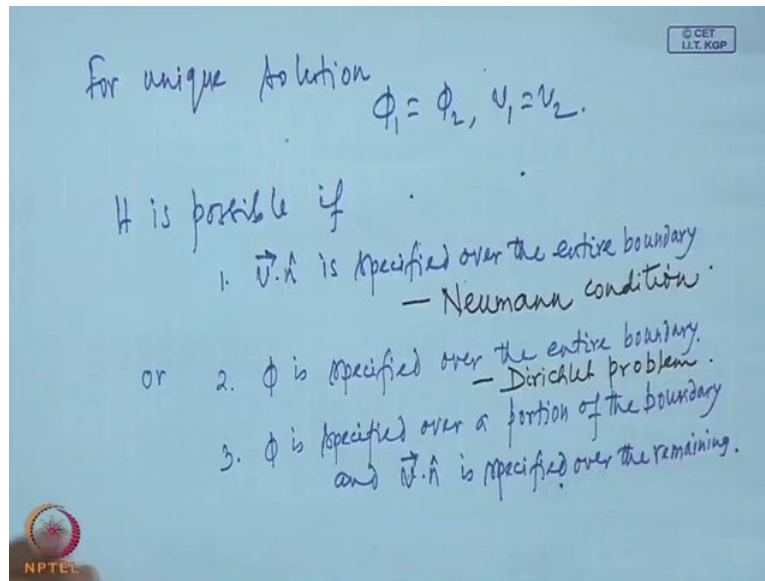 © CET
I.I.T. KGP
For unique solution
ϕ₁ = ϕ₂, v₁ = v₂.
It is possible if
1. v⃗.n̂ is specified over the entire boundary
— Neumann condition.
or 2. ϕ is specified over the entire boundary.
— Dirichlet problem.
3. ϕ is specified over a portion of the boundary
and v⃗.n̂ is specified over the remaining.
NPTEL